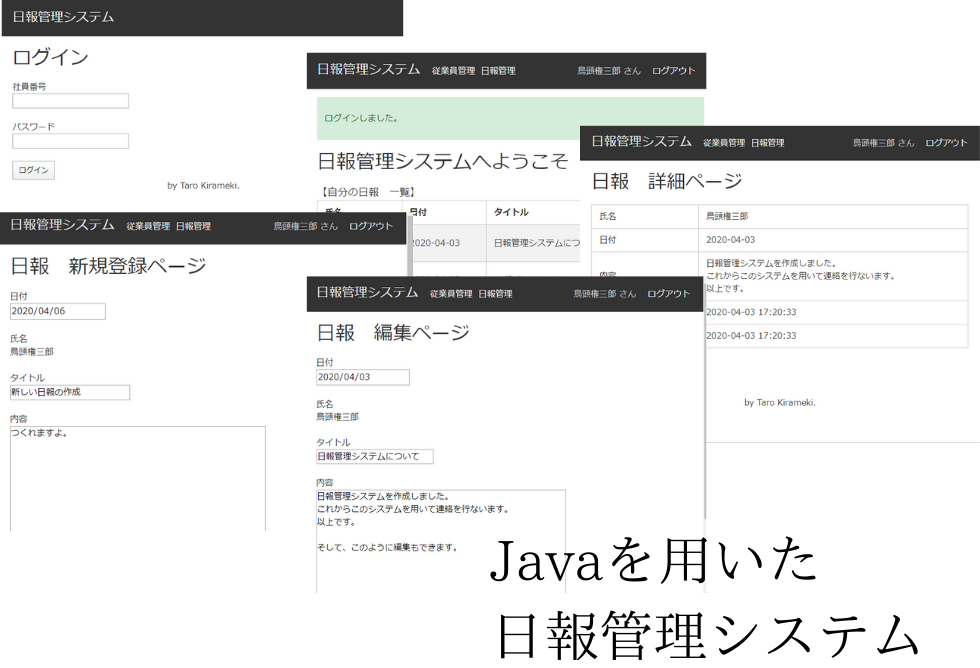 日報管理システム
ログイン
社員番号
パスワード
ログイン
by Taro Kirameki.
日報管理システム 従業員管理 日報管理 鳥頭権三郎 さん ログアウト
ログインしました。
日報管理システムへようこそ
【自分の日報 一覧】
氏名 日付 タイトル
2020-04-03 日報管理システムにつ
日報管理システム 従業員管理 日報管理 鳥頭権三郎 さん ログアウト
日報 詳細ページ
氏名 鳥頭権三郎
日付 2020-04-03
内容 日報管理システムを作成しました。
これからこのシステムを用いて連絡を行ないます。
以上です。
2020-04-03 17:20:33
2020-04-03 17:20:33
by Taro Kirameki.
日報管理システム 従業員管理 日報管理 鳥頭権三郎 さん ログアウト
日報 新規登録ページ
日付
2020/04/06
氏名
鳥頭権三郎
タイトル
新しい日報の作成
内容
つくれますよ。
日報管理システム 従業員管理 日報管理 鳥頭権三郎 さん ログアウト
日報 編集ページ
日付
2020/04/03
氏名
鳥頭権三郎
タイトル
日報管理システムについて
内容
日報管理システムを作成しました。
これからこのシステムを用いて連絡を行ないます。
以上です。
そして、このように編集もできます。
Javaを用いた
日報管理システム